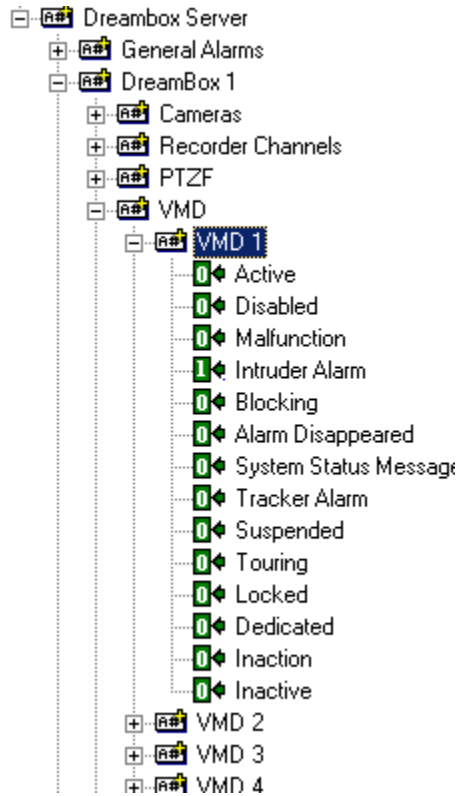 A# Dreambox Server
A# General Alarms
A# DreamBox 1
A# Cameras
A# Recorder Channels
A# PTZF
A# VMD
A# VMD 1
0 Active
0 Disabled
0 Malfunction
1 Intruder Alarm
0 Blocking
0 Alarm Disappeared
0 System Status Message
0 Tracker Alarm
0 Suspended
0 Touring
0 Locked
0 Dedicated
0 Inaction
0 Inactive
A# VMD 2
A# VMD 3
A# VMD 4